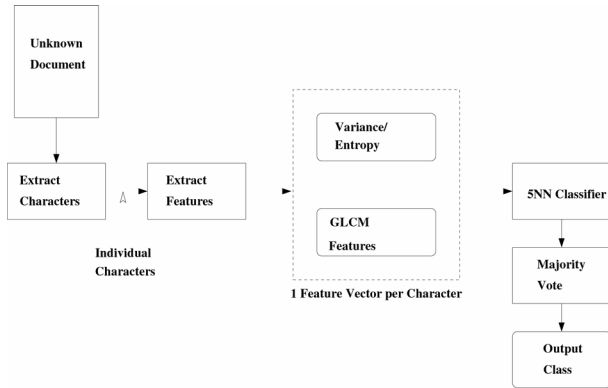 Unknown
Document
Extract
Characters
Individual
Characters
Extract
Features
Variance/
Entropy
GLCM
Features
1 Feature Vector per Character
5NN Classifier
Majority
Vote
Output
Class